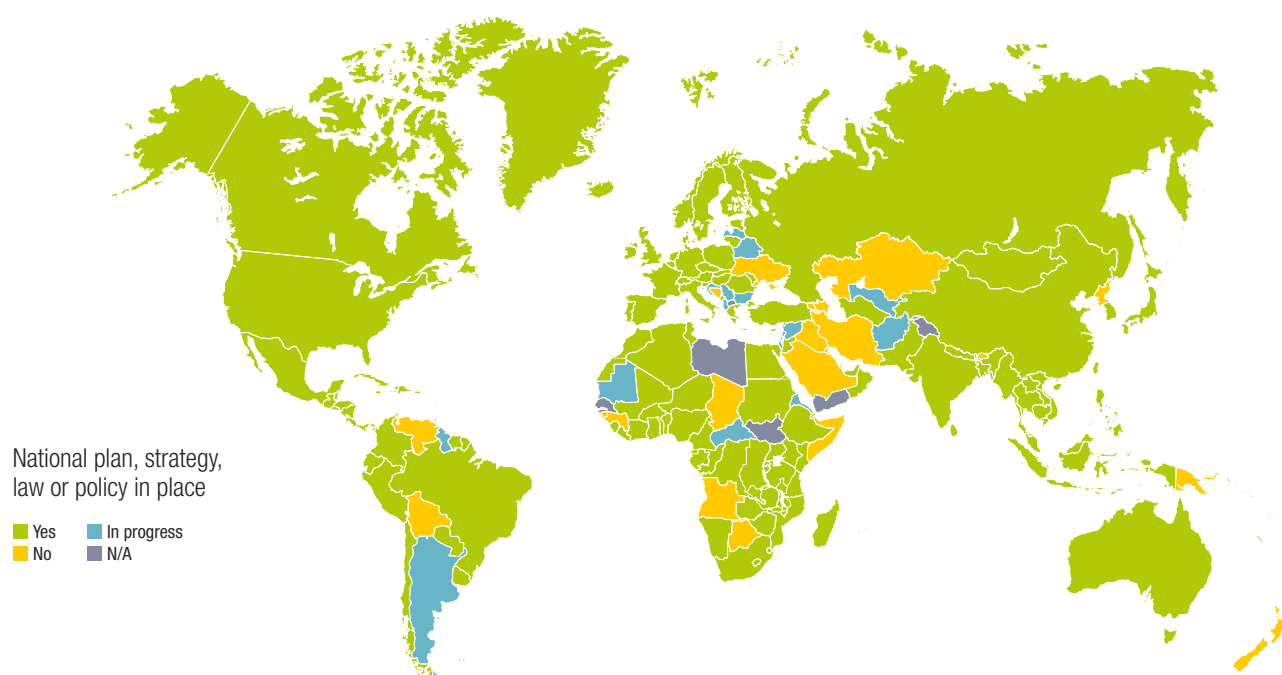 National plan, strategy,
law or policy in place
Yes
In progress
No
N/A